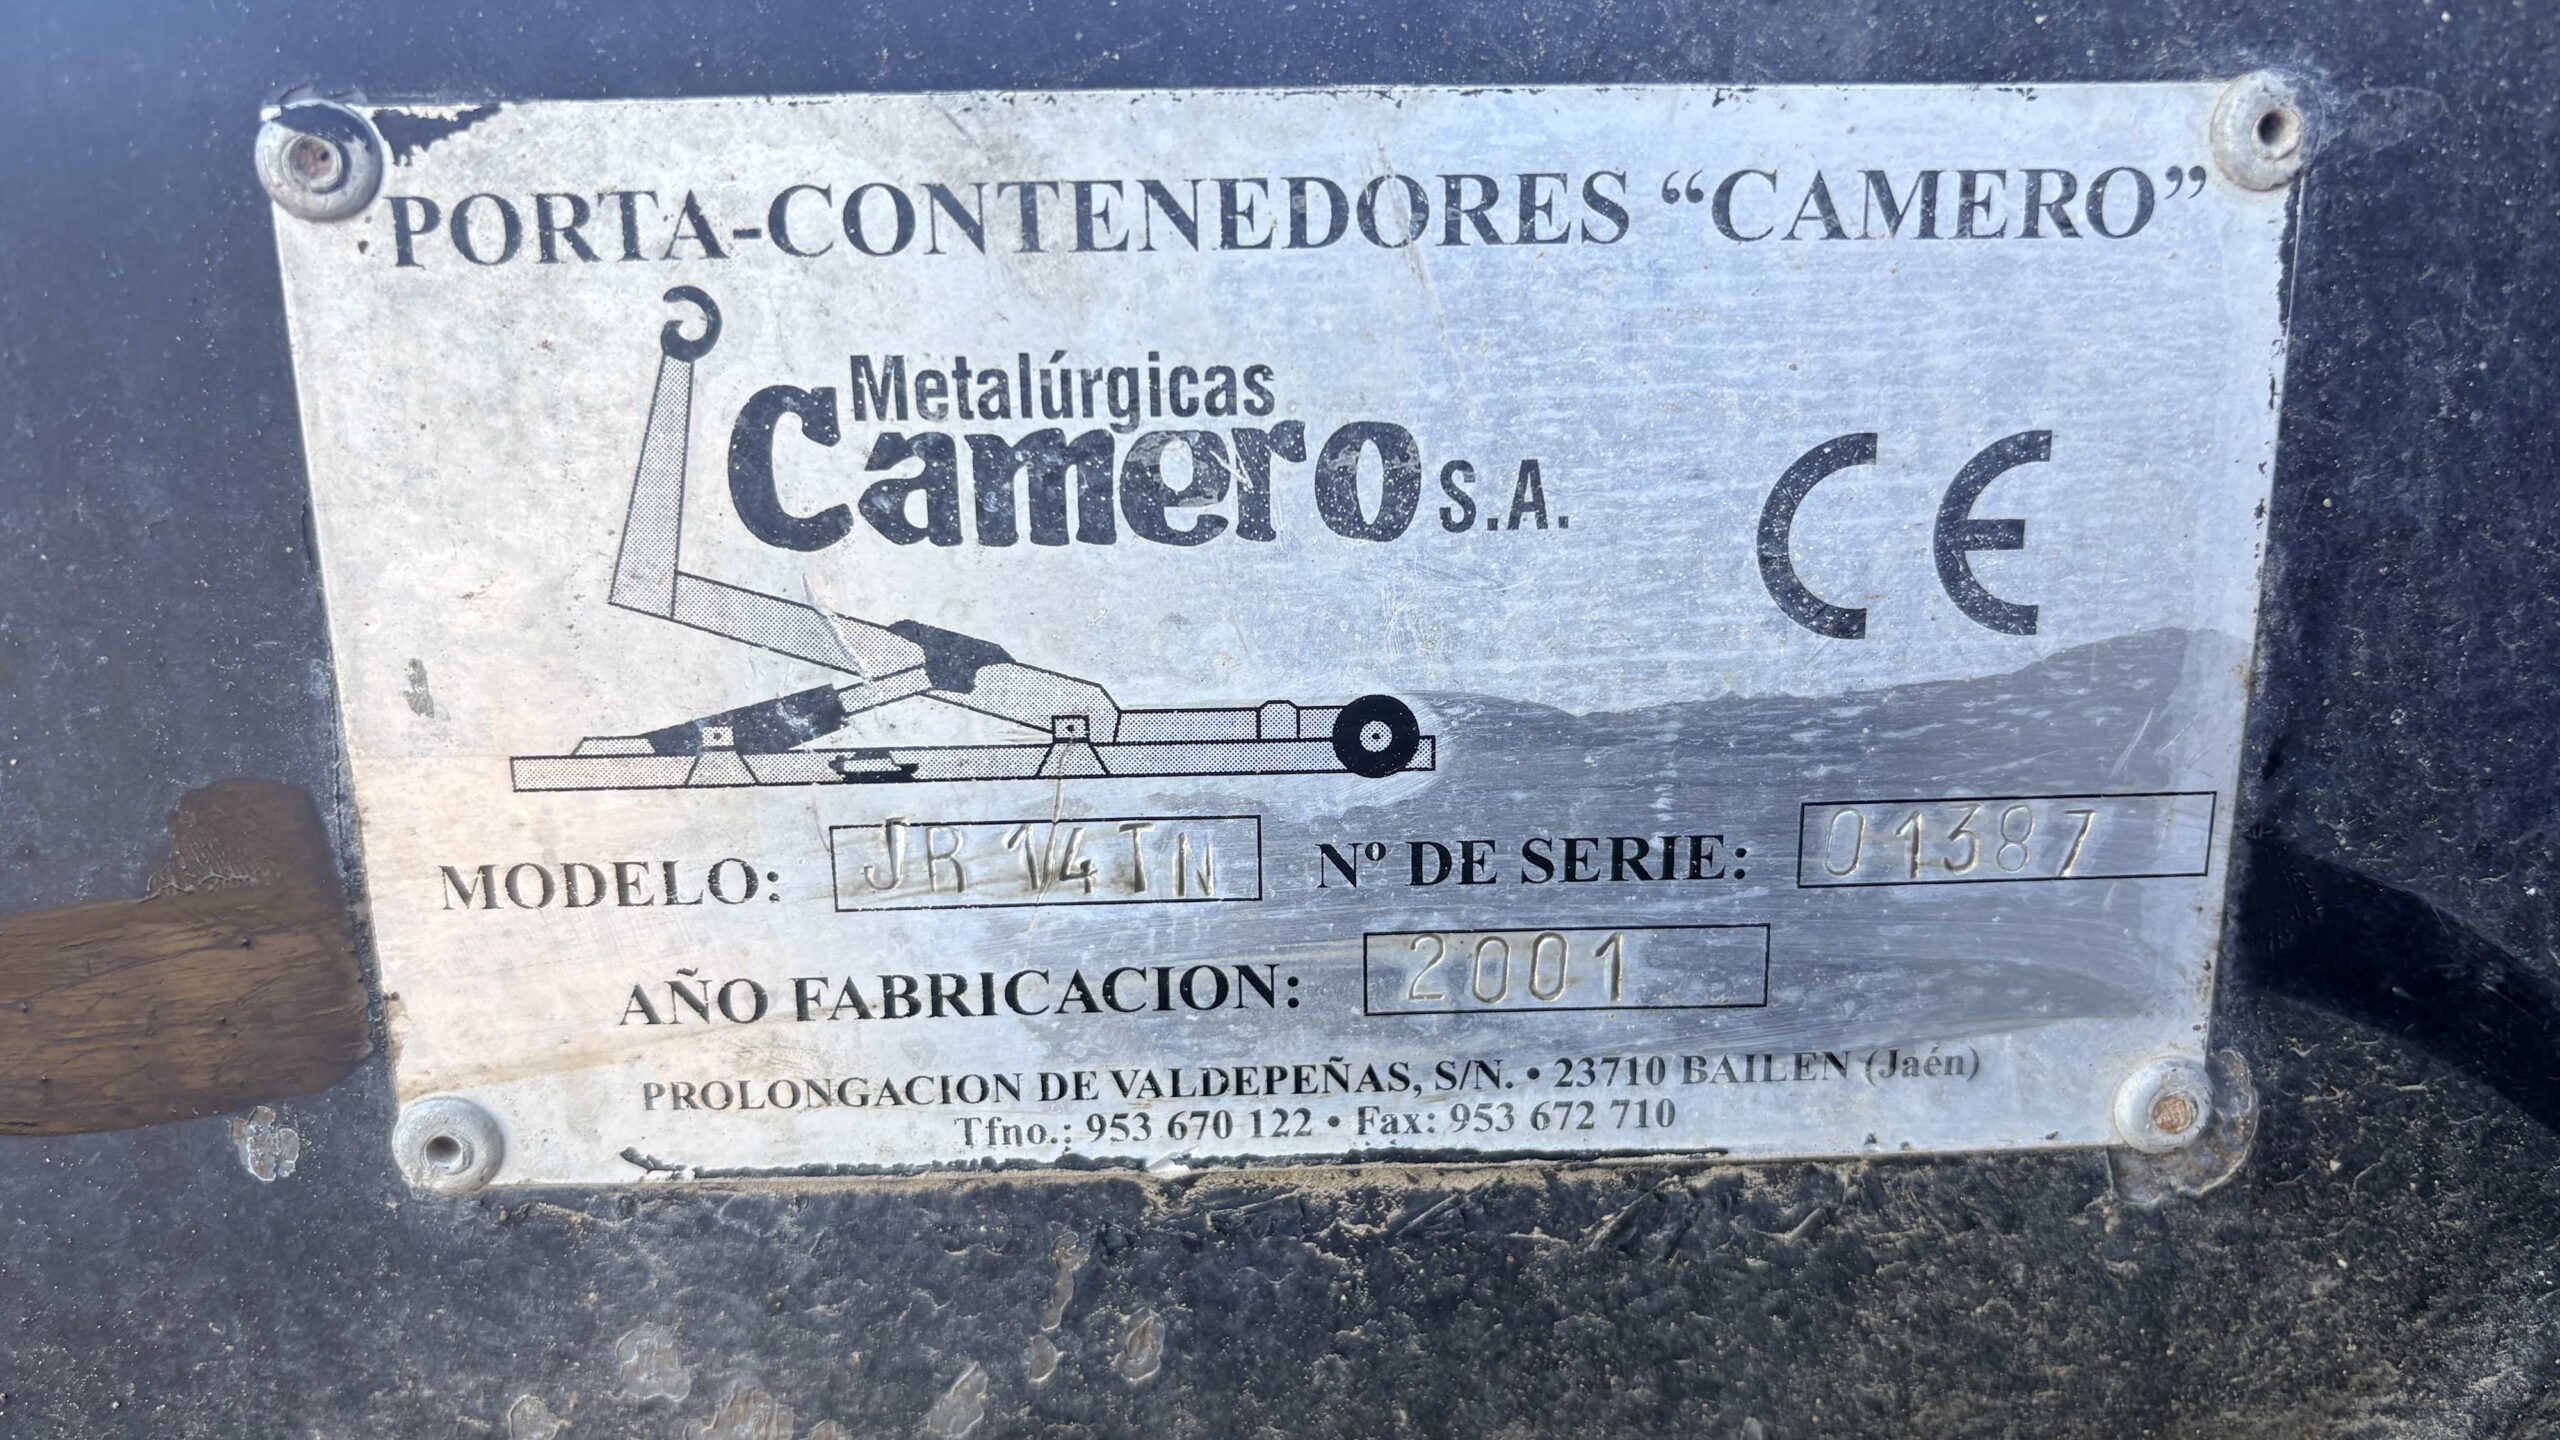 PORTA-CONTENEDORES “CAMERO”
Metalúrgicas
Camero S.A.
CE
MODELO: JR 14TN Nº DE SERIE: 01387
AÑO FABRICACION: 2001
PROLONGACION DE VALDEPEÑAS, S/N. • 23710 BAILEN (Jaén)
Tfno.: 953 670 122 • Fax: 953 672 710